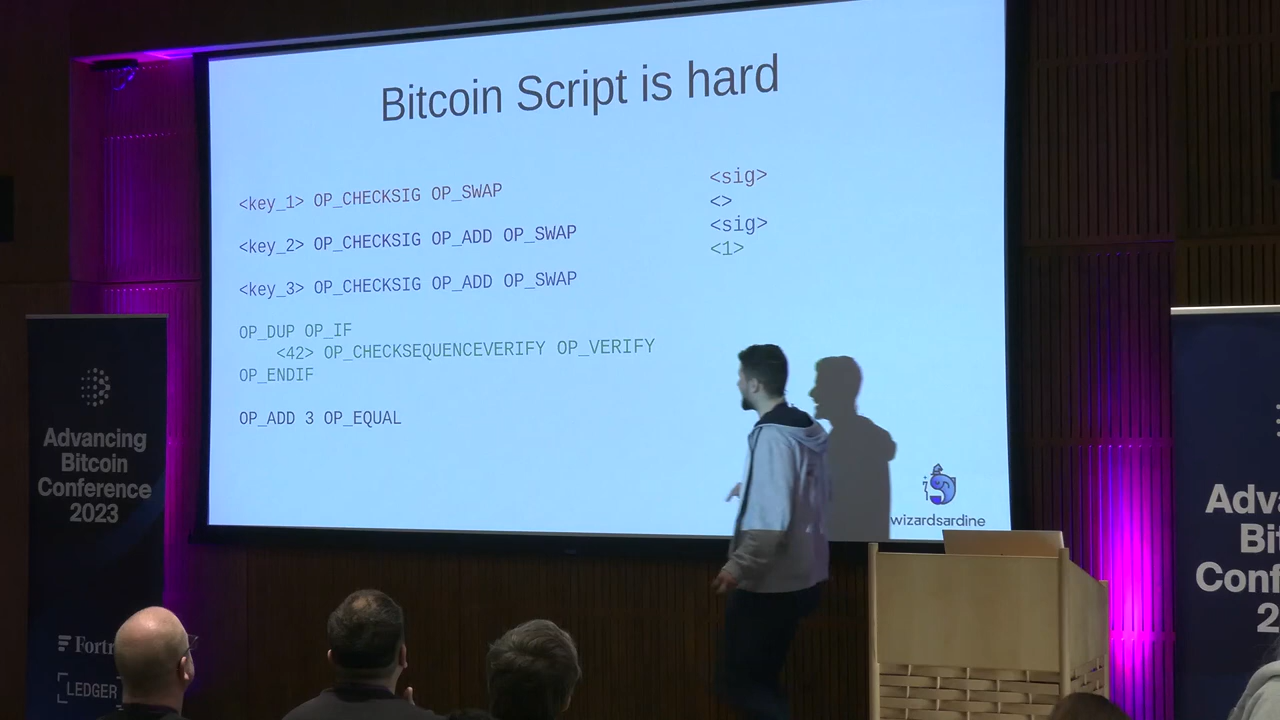 Bitcoin Script is hard
<key_1> OP_CHECKSIG OP_SWAP
<key_2> OP_CHECKSIG OP_ADD OP_SWAP
<key_3> OP_CHECKSIG OP_ADD OP_SWAP
OP_DUP OP_IF
<42> OP_CHECKSEQUENCEVERIFY OP_VERIFY
OP_ENDIF
OP_ADD 3 OP_EQUAL
<sig>
<>
<sig>
<1>
wizardsardine
Advancing
Bitcoin
Conference
2023
LEDGER